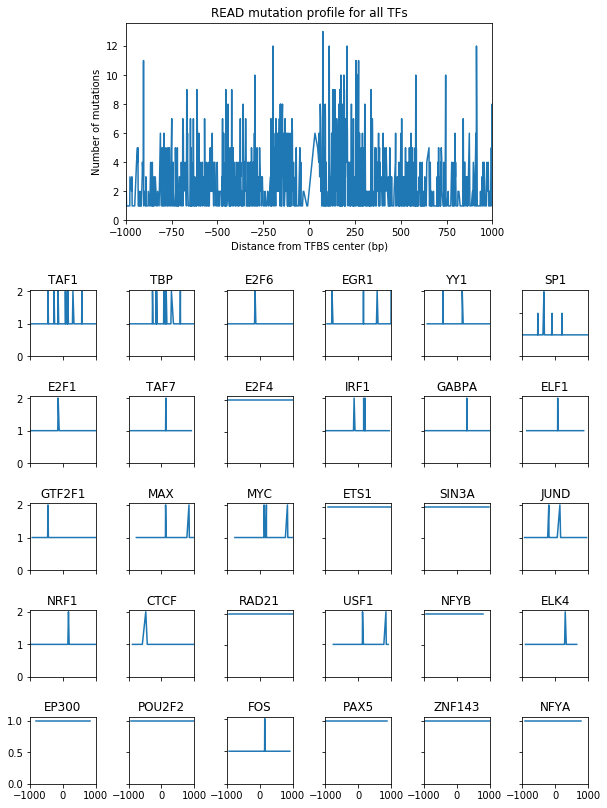 READ mutation profile for all TFs
Number of mutations
12
10
8
6
4
2
0
−1000 −750 −500 −250 0 250 500 750 1000
Distance from TFBS center (bp)
TAF1 TBP E2F6 EGR1 YY1 SP1
2
1
0
E2F1 TAF7 E2F4 IRF1 GABPA ELF1
2
1
0
GTF2F1 MAX MYC ETS1 SIN3A JUND
2
1
0
NRF1 CTCF RAD21 USF1 NFYB ELK4
2
1
0
EP300 POU2F2 FOS PAX5 ZNF143 NFYA
1.0
0.5
0.0
−1000 0 1000 −1000 0 1000 −1000 0 1000 −1000 0 1000 −1000 0 1000 −1000 0 1000